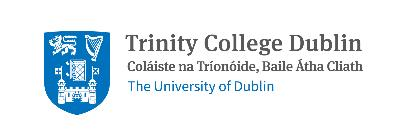 Trinity College Dublin
Coláiste na Tríonóide, Baile Átha Cliath
The University of Dublin